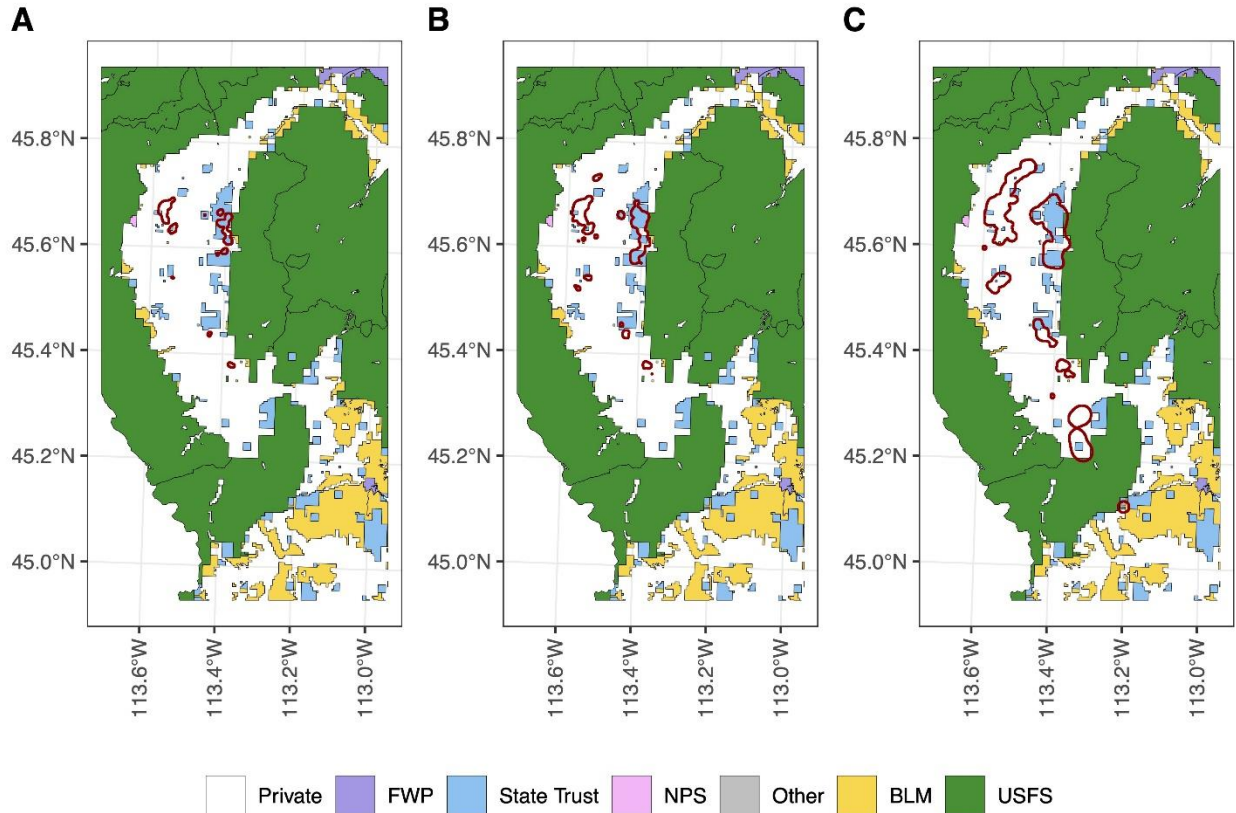 A
B
C
45.8°N
45.6°N
45.4°N
45.2°N
45.0°N
45.8°N
45.6°N
45.4°N
45.2°N
45.0°N
45.8°N
45.6°N
45.4°N
45.2°N
45.0°N
113.6°W
113.4°W
113.2°W
113.0°W
113.6°W
113.4°W
113.2°W
113.0°W
113.6°W
113.4°W
113.2°W
113.0°W
Private FWP State Trust NPS Other BLM USFS